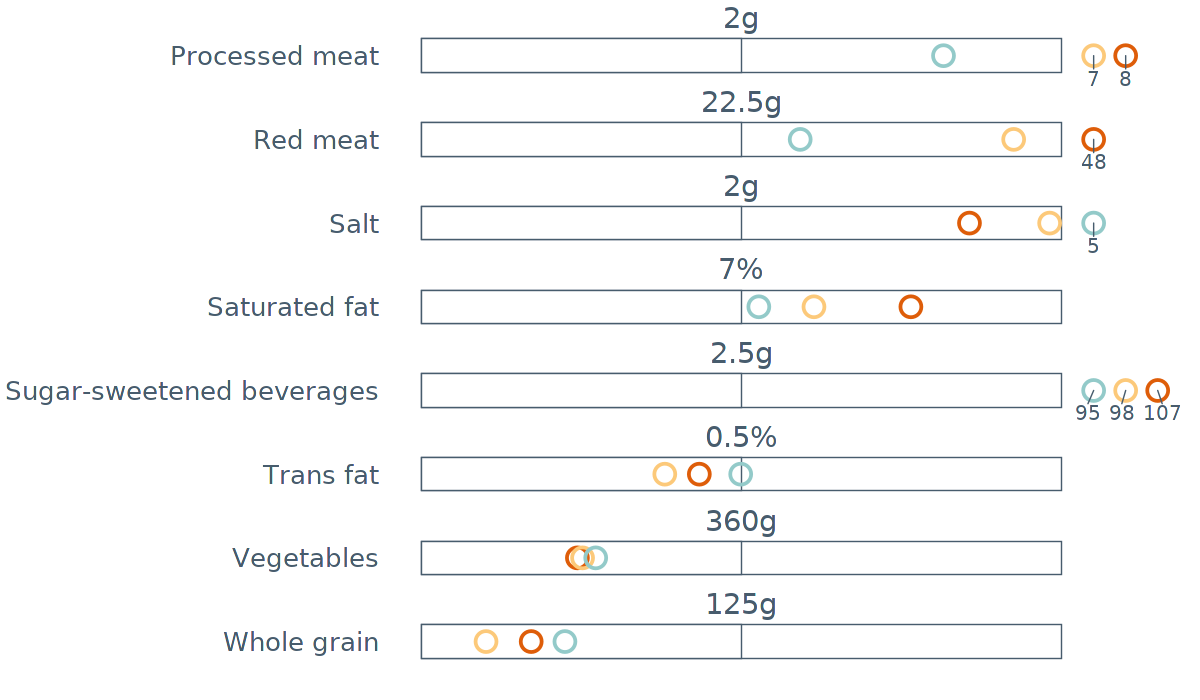 2g
Processed meat
7 8
22.5g
Red meat
48
2g
Salt
5
7%
Saturated fat
2.5g
Sugar-sweetened beverages
95 98 107
0.5%
Trans fat
360g
Vegetables
125g
Whole grain